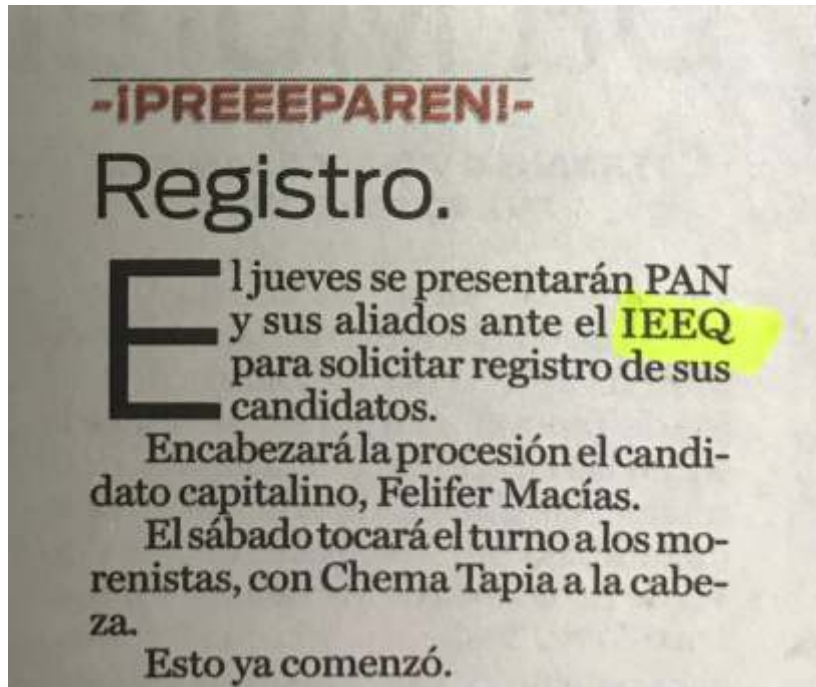 -¡PREEEPAREN!-
Registro.
El jueves se presentarán PAN
y sus aliados ante el IEEQ
para solicitar registro de sus
candidatos.
Encabezará la procesión el candi-
dato capitalino, Felifer Macías.
El sábado tocará el turno a los mo-
renistas, con Chema Tapia a la cabe-
za.
Esto ya comenzó.